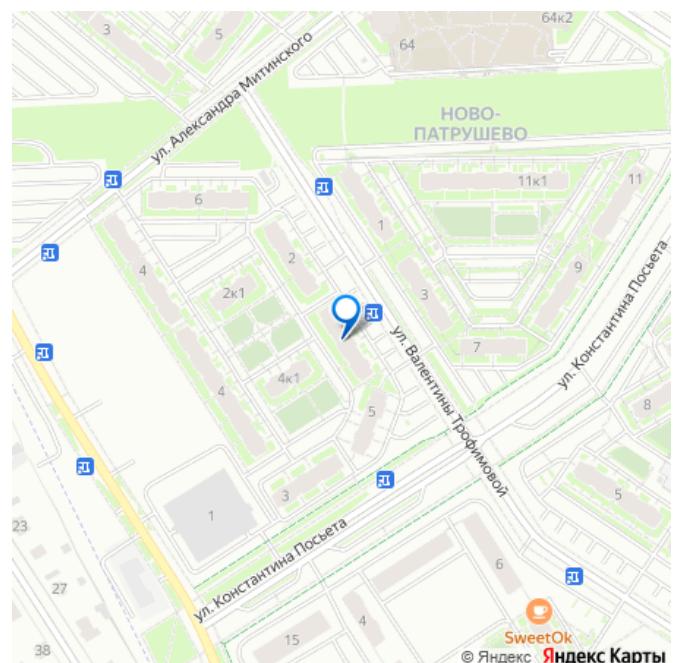 64к2
3
5
64
ул. Александра Митинского
НОВО-
ПАТРУШЕВО
11к1
11
6
1
2
4
9
2к1
3
ул. Константина Посьета
7
ул. Валентины Трофимовой
4к1
4
5
8
3
5
1
23
ул. Константина Посьета
6
27
4
SweetOk
15
38
© Яндекс Яндекс Карты